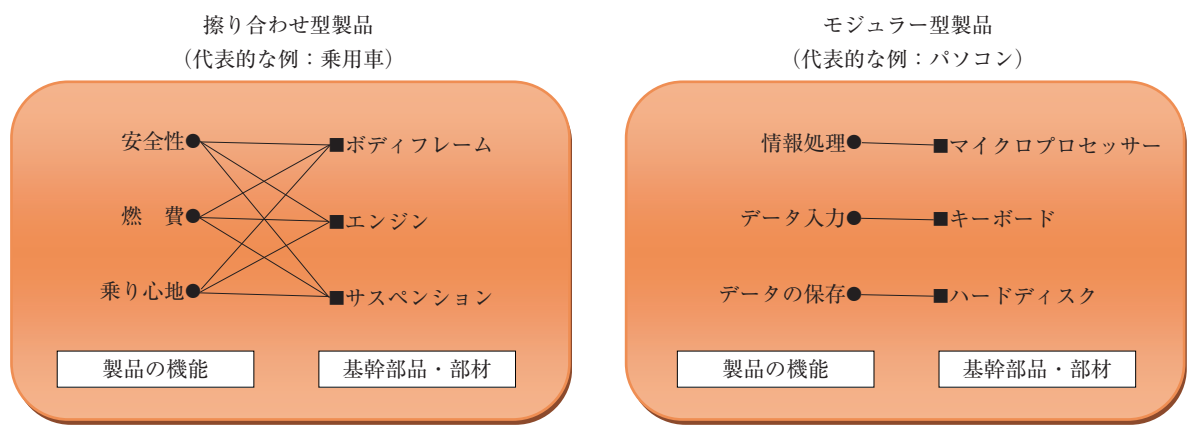 擦り合わせ型製品
（代表的な例：乗用車）
安全性
ボディフレーム
燃　費
エンジン
乗り心地
サスペンション
製品の機能
基幹部品・部材
モジュラー型製品
（代表的な例：パソコン）
情報処理
マイクロプロセッサー
データ入力
キーボード
データの保存
ハードディスク
製品の機能
基幹部品・部材